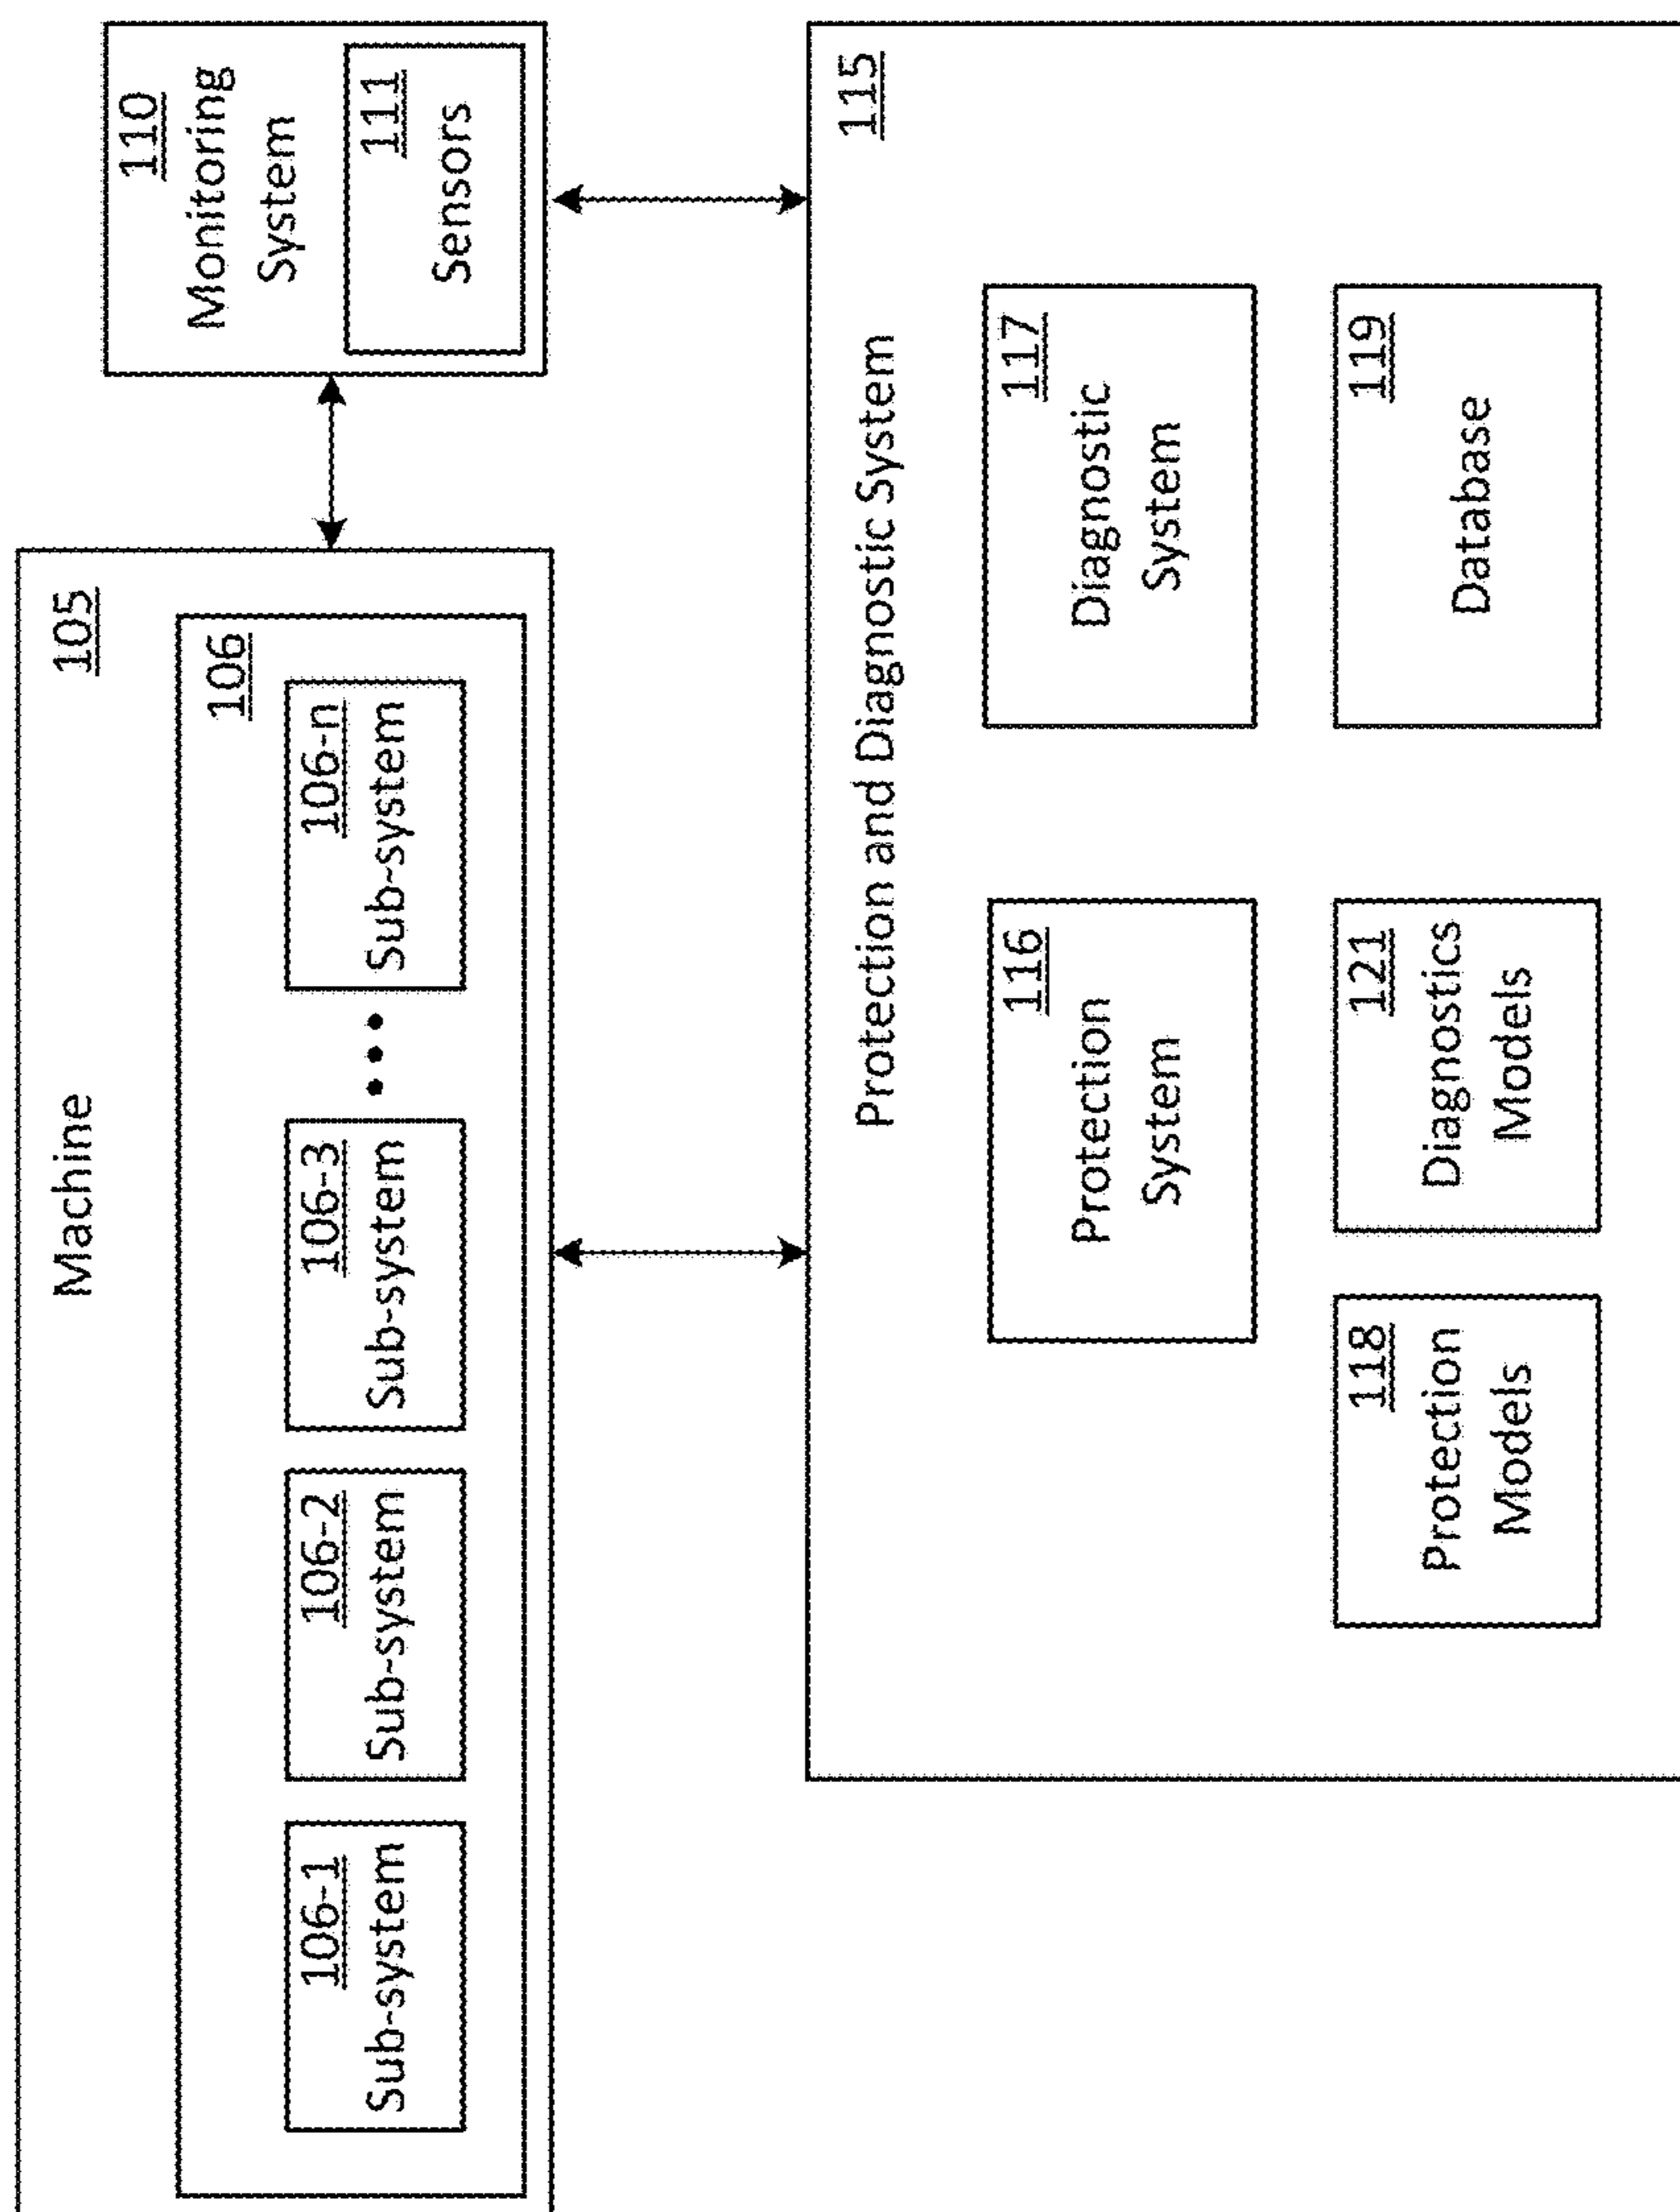 Machine
105
106
106-1
Sub-system
106-2
Sub-system
106-3
Sub-system
106-n
Sub-system
110
Monitoring
System
111
Sensors
115
Protection and Diagnostic System
116
Protection
System
117
Diagnostic
System
118
Protection
Models
121
Diagnostics
Models
119
Database